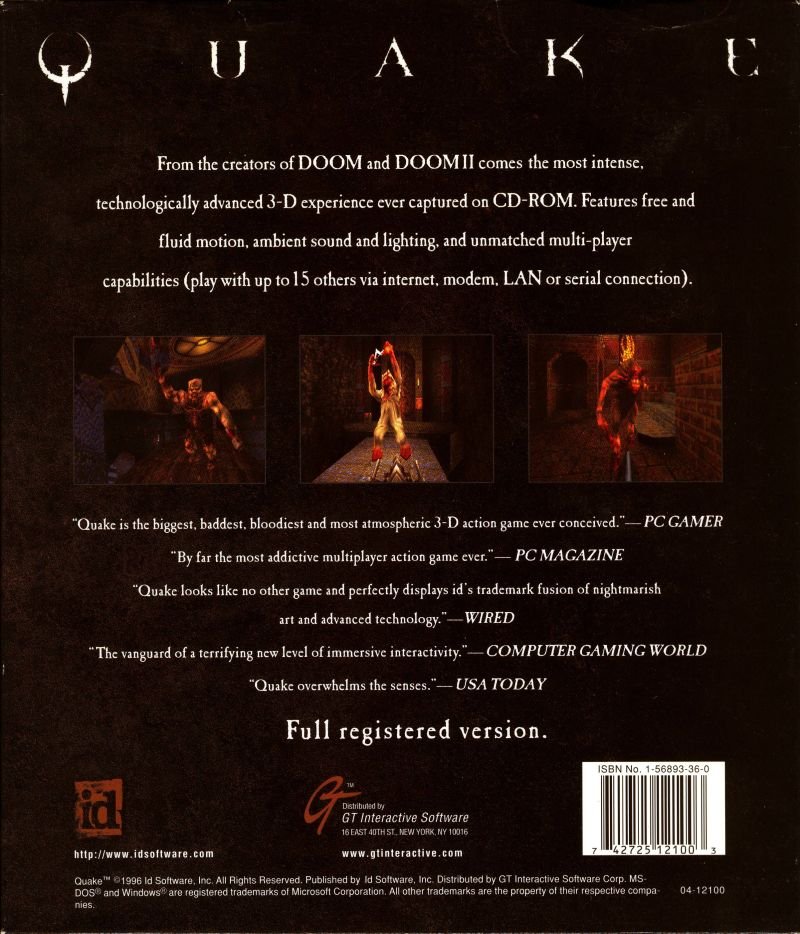 QUAKE
From the creators of DOOM and DOOM II comes the most intense,
technologically advanced 3-D experience ever captured on CD-ROM. Features free and
fluid motion, ambient sound and lighting, and unmatched multi-player
capabilities (play with up to 15 others via internet, modem, LAN or serial connection).
"Quake is the biggest, baddest, bloodiest and most atmospheric 3-D action game ever conceived."—PC GAMER
"By far the most addictive multiplayer action game ever."—PC MAGAZINE
"Quake looks like no other game and perfectly displays id's trademark fusion of nightmarish
art and advanced technology."—WIRED
"The vanguard of a terrifying new level of immersive interactivity."—COMPUTER GAMING WORLD
"Quake overwhelms the senses."—USA TODAY
Full registered version.
id
http://www.idsoftware.com
GT™
Distributed by
GT Interactive Software
16 EAST 40TH ST., NEW YORK, NY 10016
www.gtinteractive.com
ISBN No. 1-56893-36-0
7 42725 12100 3
Quake™ ©1996 Id Software, Inc. All Rights Reserved. Published by Id Software, Inc. Distributed by GT Interactive Software Corp. MS-
DOS® and Windows® are registered trademarks of Microsoft Corporation. All other trademarks are the property of their respective compa-
nies.
04-12100